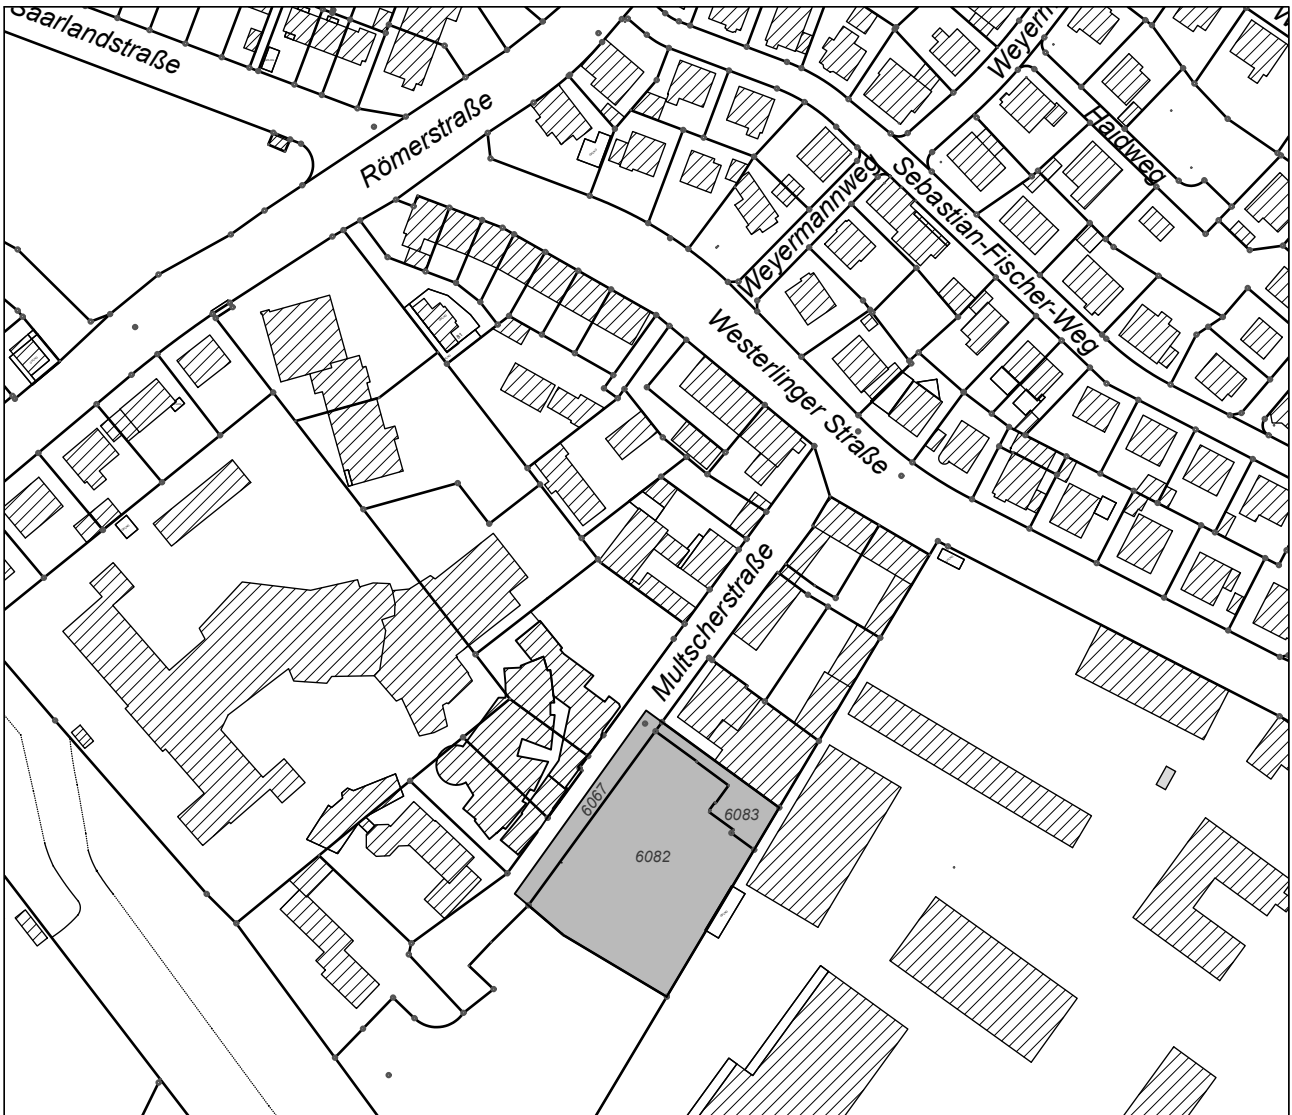 Saarlandstraße
Römerstraße
Weyerm
Haidweg
Sebastian-Fischer-Weg
Weyermannweg
Westerlinger Straße
Multscherstraße
6067
6083
6082